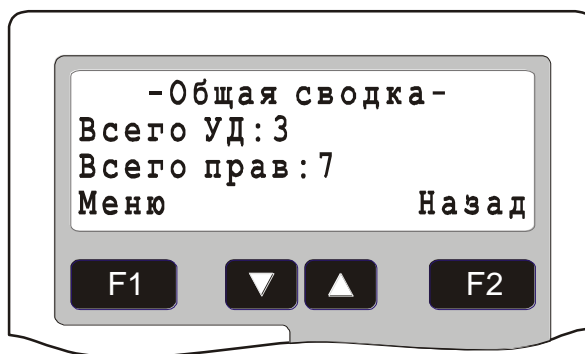 -Общая сводка-
Всего УД:3
Всего прав:7
Меню Назад
F1 F2